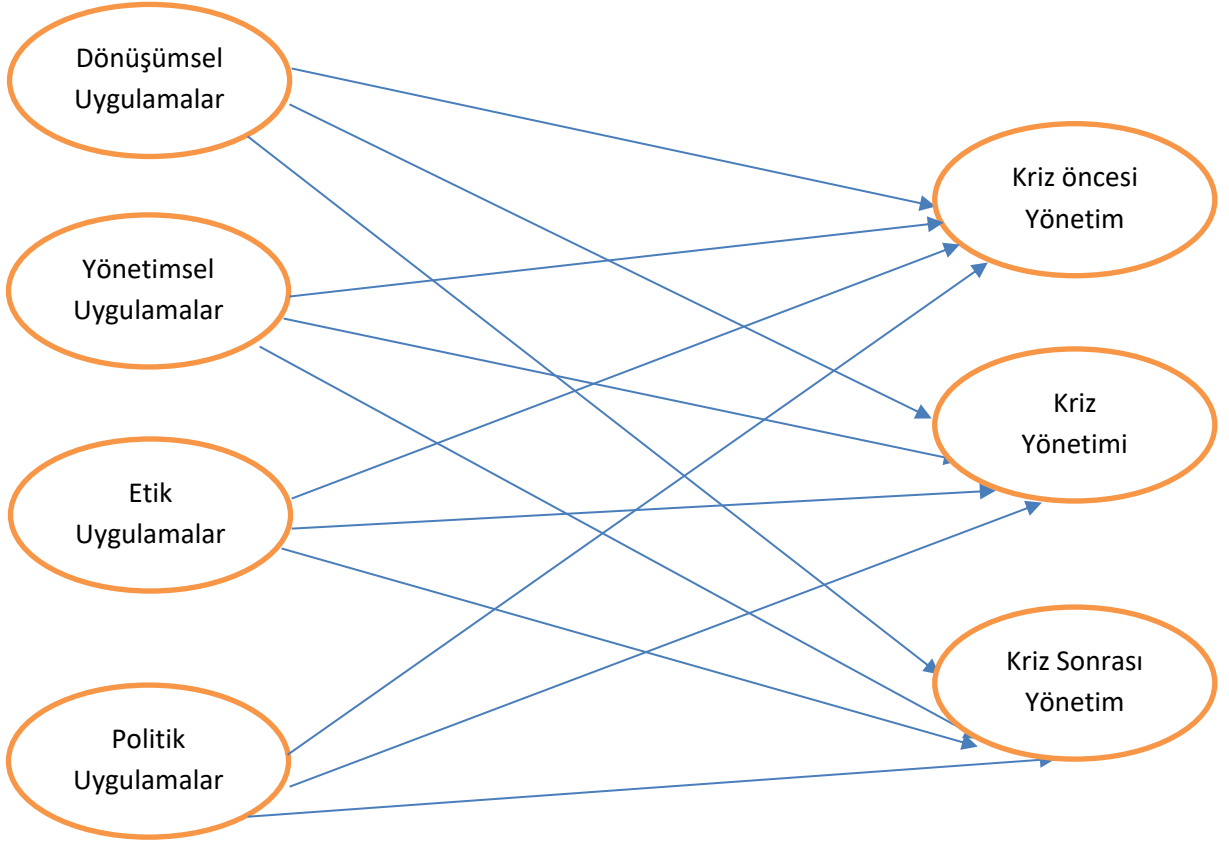 Dönüşümsel
Uygulamalar
Kriz öncesi
Yönetim
Yönetimsel
Uygulamalar
Kriz
Yönetimi
Etik
Uygulamalar
Kriz Sonrası
Yönetim
Politik
Uygulamalar